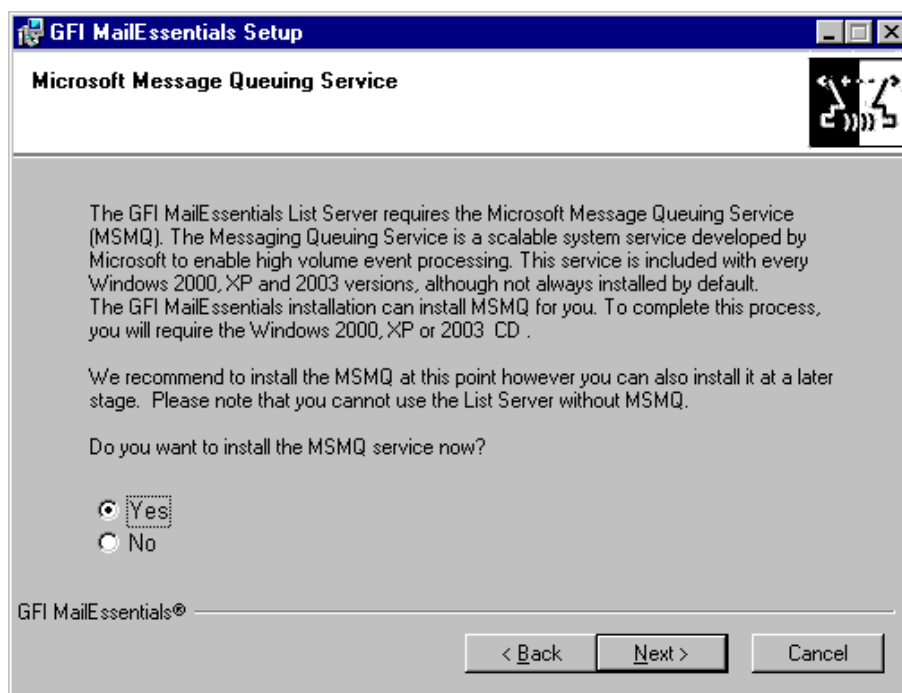 GFI MailEssentials Setup
Microsoft Message Queuing Service
The GFI MailEssentials List Server requires the Microsoft Message Queuing Service
(MSMQ). The Messaging Queuing Service is a scalable system service developed by
Microsoft to enable high volume event processing. This service is included with every
Windows 2000, XP and 2003 versions, although not always installed by default.
The GFI MailEssentials installation can install MSMQ for you. To complete this process,
you will require the Windows 2000, XP or 2003  CD .
We recommend to install the MSMQ at this point however you can also install it at a later
stage.  Please note that you cannot use the List Server without MSMQ.
Do you want to install the MSMQ service now?
Yes
No
GFI MailEssentials®
< Back
Next >
Cancel